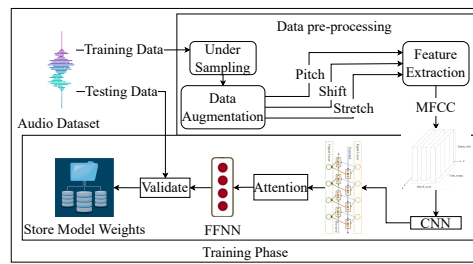 Data pre-processing
Training Data
Under
Sampling
Feature
Extraction
Pitch
Shift
Stretch
Testing Data
Data
Augmentation
MFCC
Audio Dataset
Validate
Attention
Store Model Weights
FFNN
CNN
Training Phase